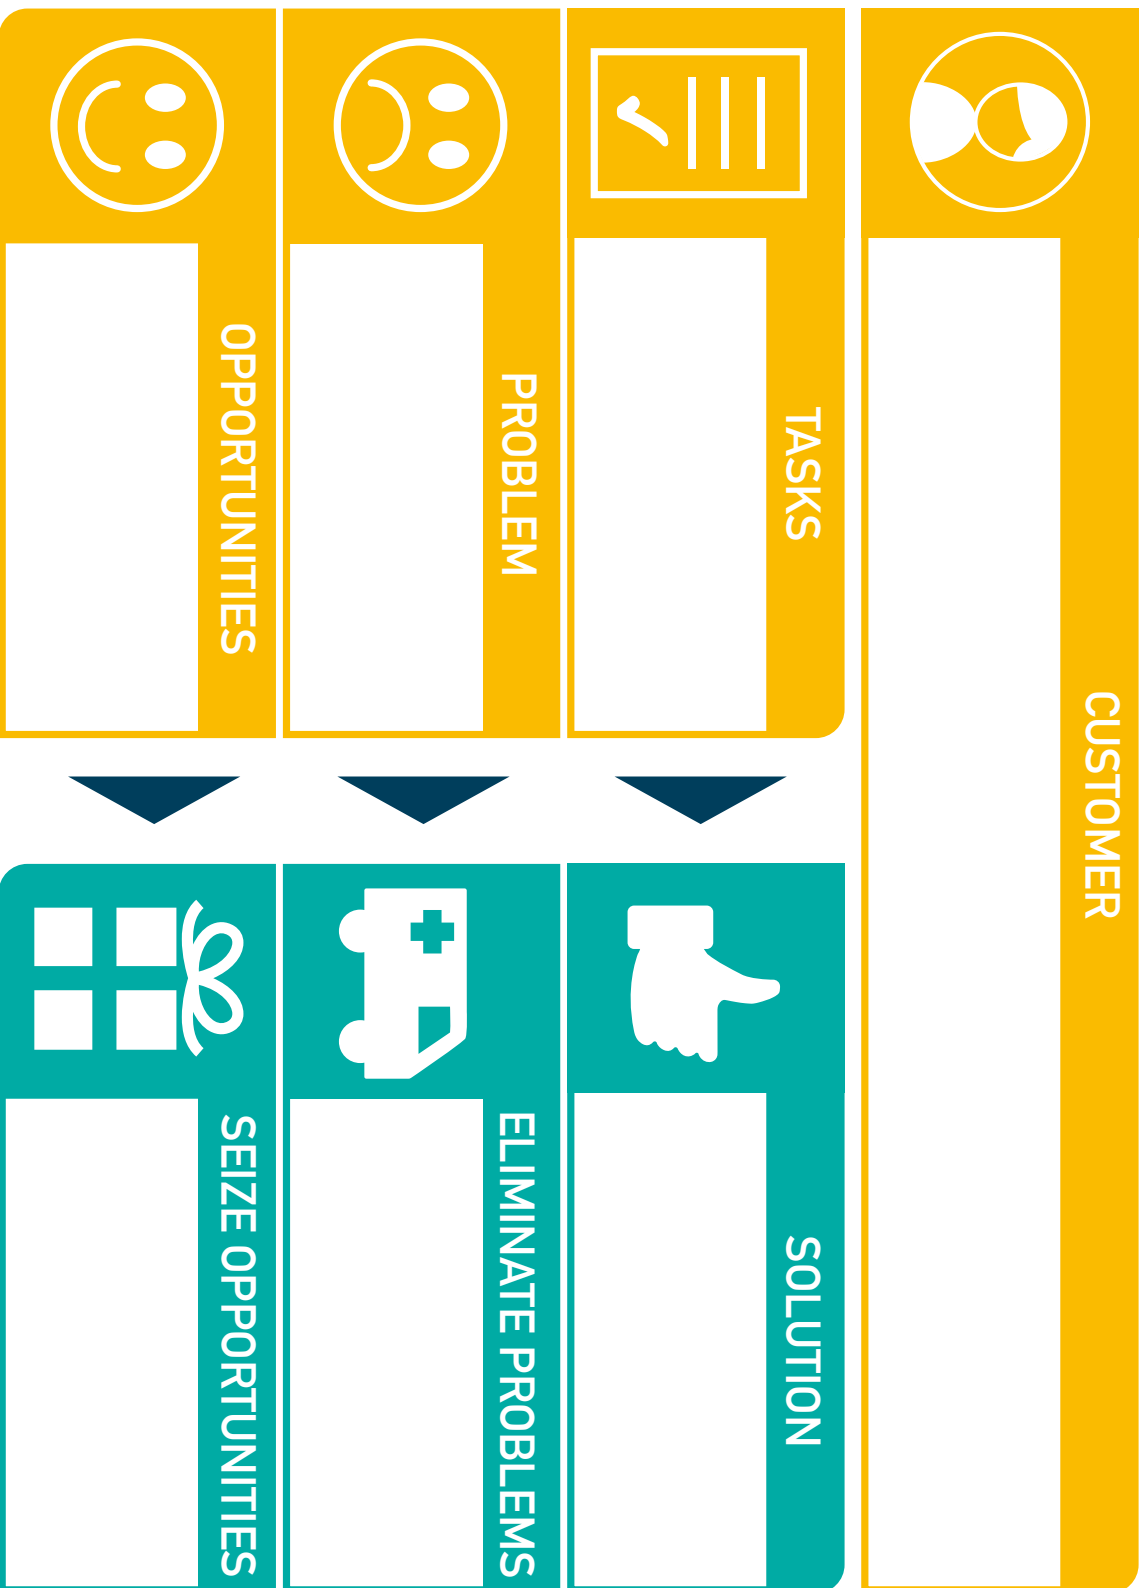 CUSTOMER
TASKS
SOLUTION
PROBLEM
ELIMINATE PROBLEMS
OPPORTUNITIES
SEIZE OPPORTUNITIES